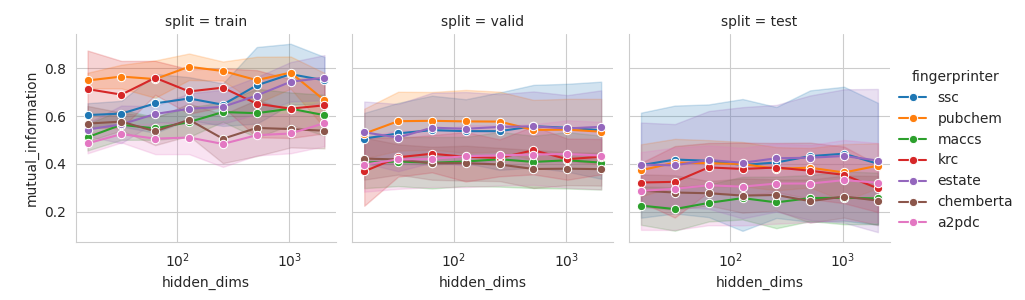 split = train
split = valid
split = test
mutual_information
0.8
0.6
0.4
0.2
10²
10³
hidden_dims
10²
10³
hidden_dims
10²
10³
hidden_dims
fingerprinter
ssc
pubchem
maccs
krc
estate
chemberta
a2pdc